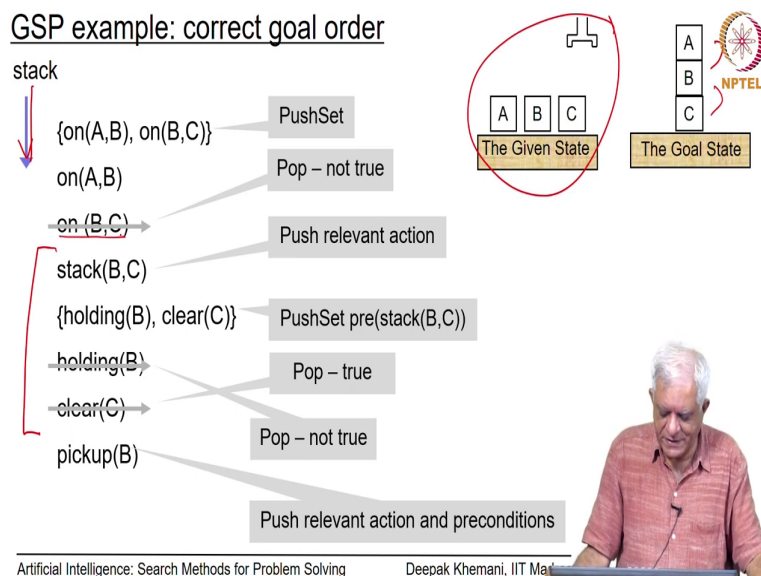 GSP example: correct goal order
stack
{on(A,B), on(B,C)}
PushSet
on(A,B)
Pop – not true
on (B,C)
Push relevant action
stack(B,C)
{holding(B), clear(C)}
PushSet pre(stack(B,C))
holding(B)
Pop – true
clear(C)
Pop – not true
pickup(B)
Push relevant action and preconditions
A B C
The Given State
A
B
C
The Goal State
NPTEL
Artificial Intelligence: Search Methods for Problem Solving
Deepak Khemani, IIT